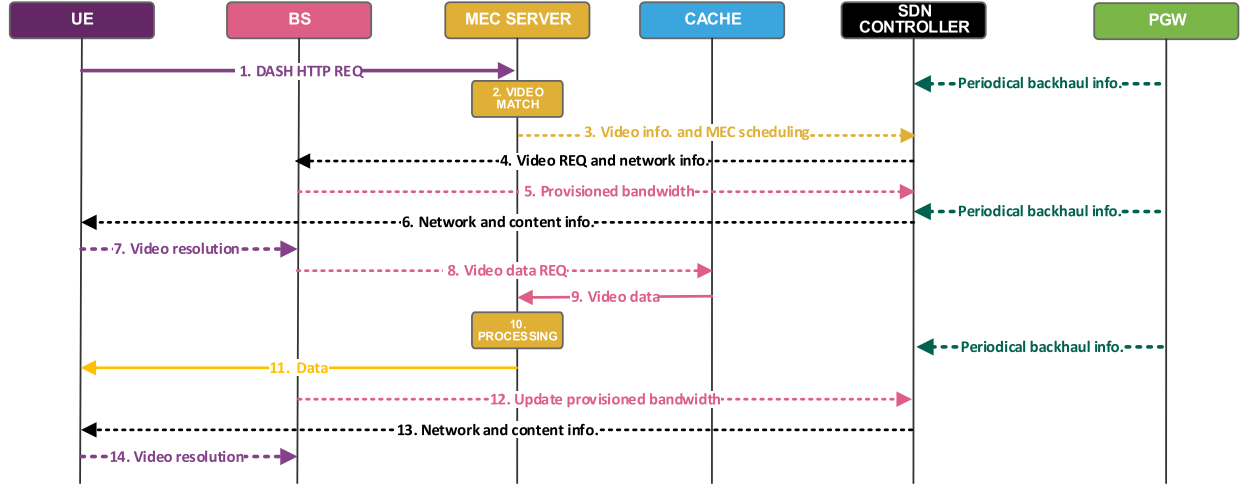 UE
BS
MEC SERVER
CACHE
SDN
CONTROLLER
PGW
1. DASH HTTP REQ
Periodical backhaul info.
2. VIDEO
MATCH
3. Video info. and MEC scheduling
4. Video REQ and network info.
5. Provisioned bandwidth
Periodical backhaul info.
6. Network and content info.
7. Video resolution
8. Video data REQ
9. Video data
10.
PROCESSING
Periodical backhaul info.
11. Data
12. Update provisioned bandwidth
13. Network and content info.
14. Video resolution